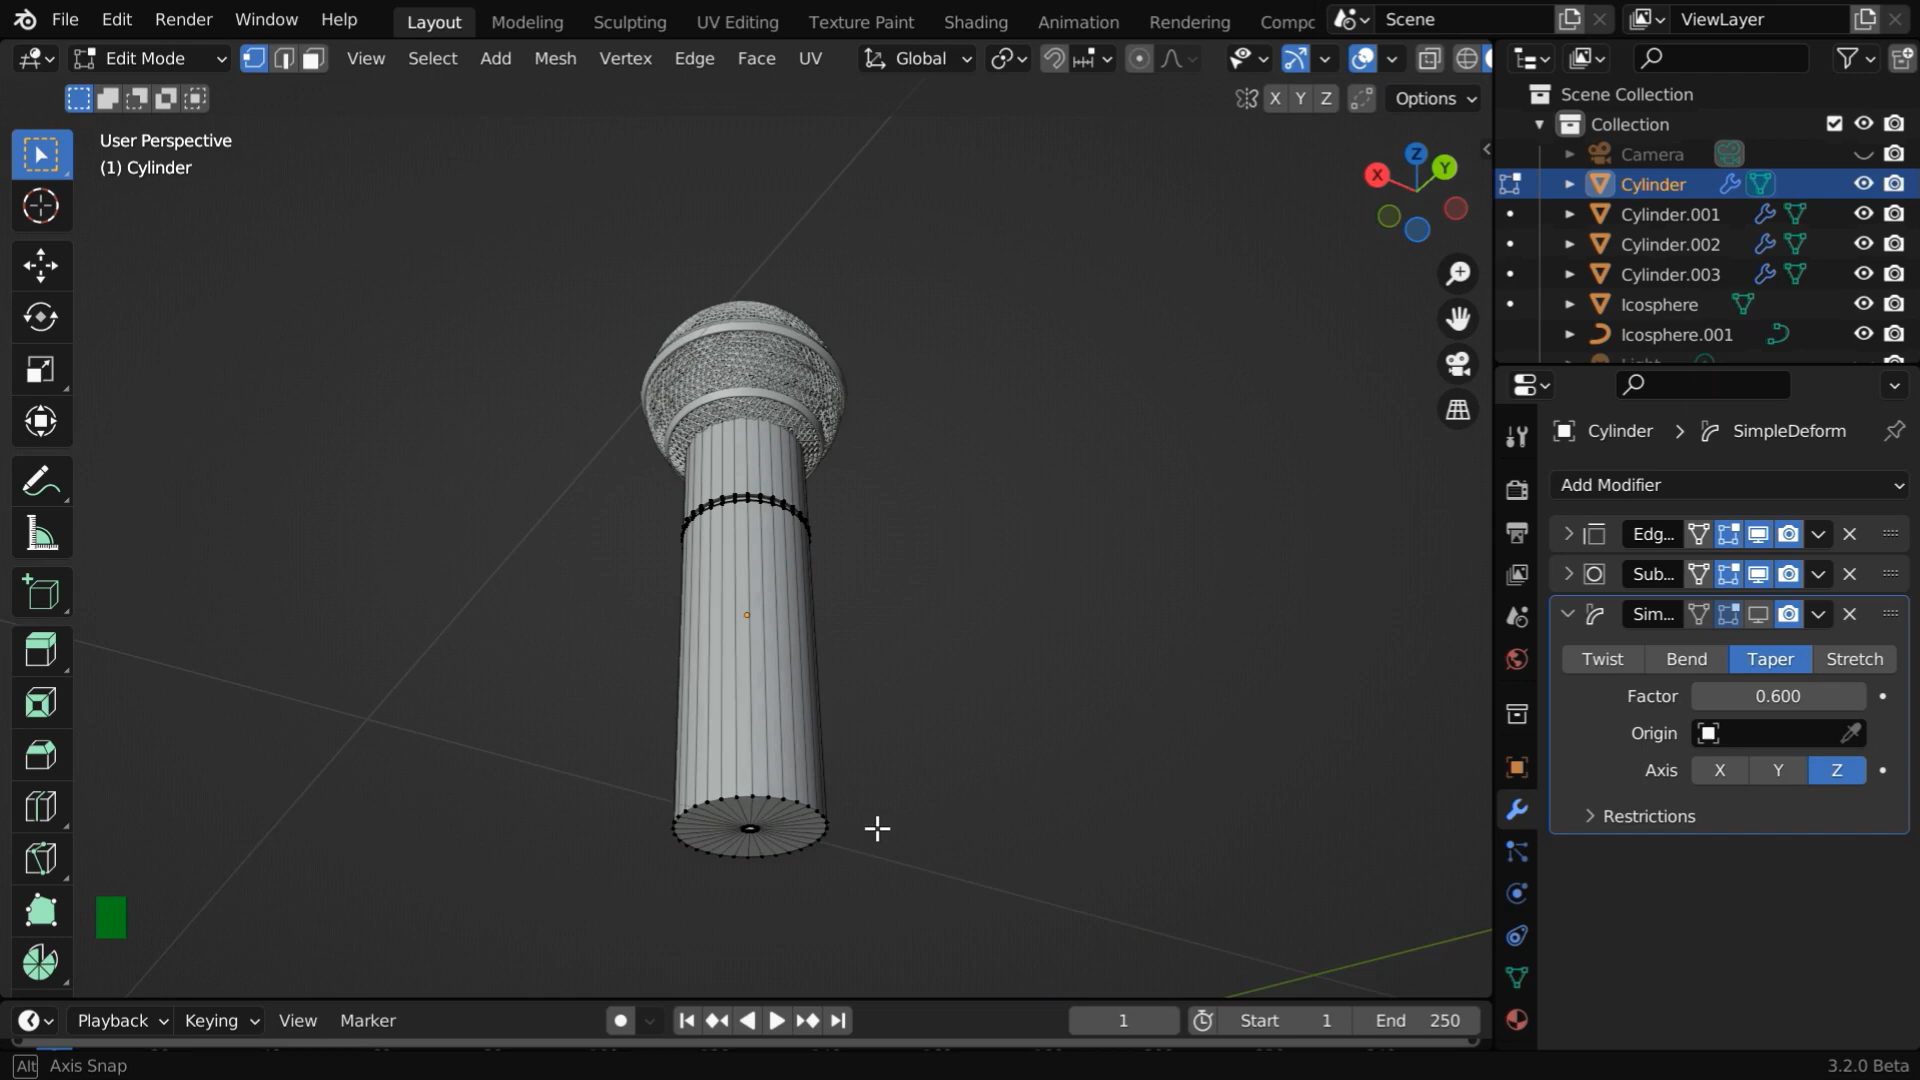 File Edit Render Window Help Layout Modeling Sculpting UV Editing Texture Paint Shading Animation Rendering Compc Scene ViewLayer
Edit Mode View Select Add Mesh Vertex Edge Face UV Global
X Y Z Options
User Perspective
(1) Cylinder
X Y Z
Scene Collection
Collection
Camera
Cylinder
Cylinder.001
Cylinder.002
Cylinder.003
Icosphere
Icosphere.001
Cylinder SimpleDeform
Add Modifier
Edg...
Sub...
Sim...
Twist Bend Taper Stretch
Factor 0.600
Origin
Axis X Y Z
Restrictions
Playback Keying View Marker 1 Start 1 End 250
Alt Axis Snap 3.2.0 Beta